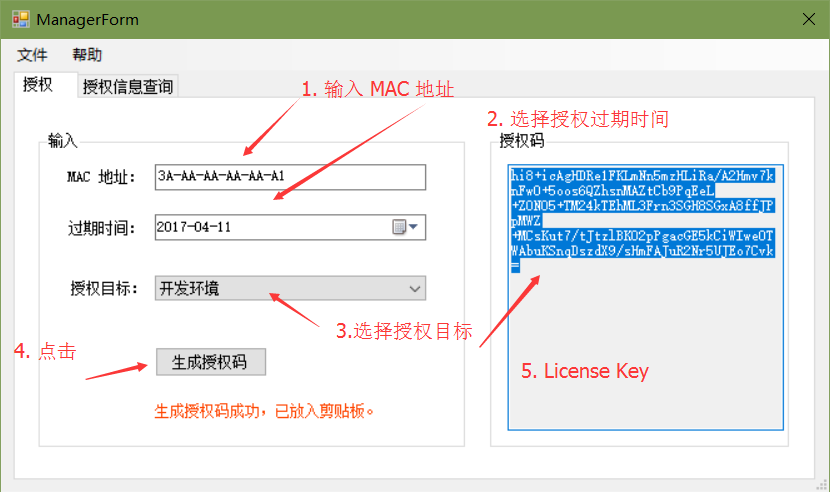 ManagerForm
文件 帮助
授权 授权信息查询
1. 输入 MAC 地址
2. 选择授权过期时间
输入
授权码
MAC 地址:
3A-AA-AA-AA-AA-A1
过期时间:
2017-04-11
授权目标:
开发环境
hi8+icAgHDRe1FKLmNn5mzHLiRa/A2Hmv7k
nFwO+5oos6QZhsnMAZtCb9PqEeL
+ZONO5+TM24kTEhML3Frn3SGH8SGxA8ffJP
pMWZ
+MCsKut7/tJtzlBKO2pPgacGE5kCiWIweOT
WAbuKSnqDszdX9/sHmFAJuR2Nr5UJEo7Cvk
=
3.选择授权目标
4. 点击
生成授权码
5. License Key
生成授权码成功，已放入剪贴板。